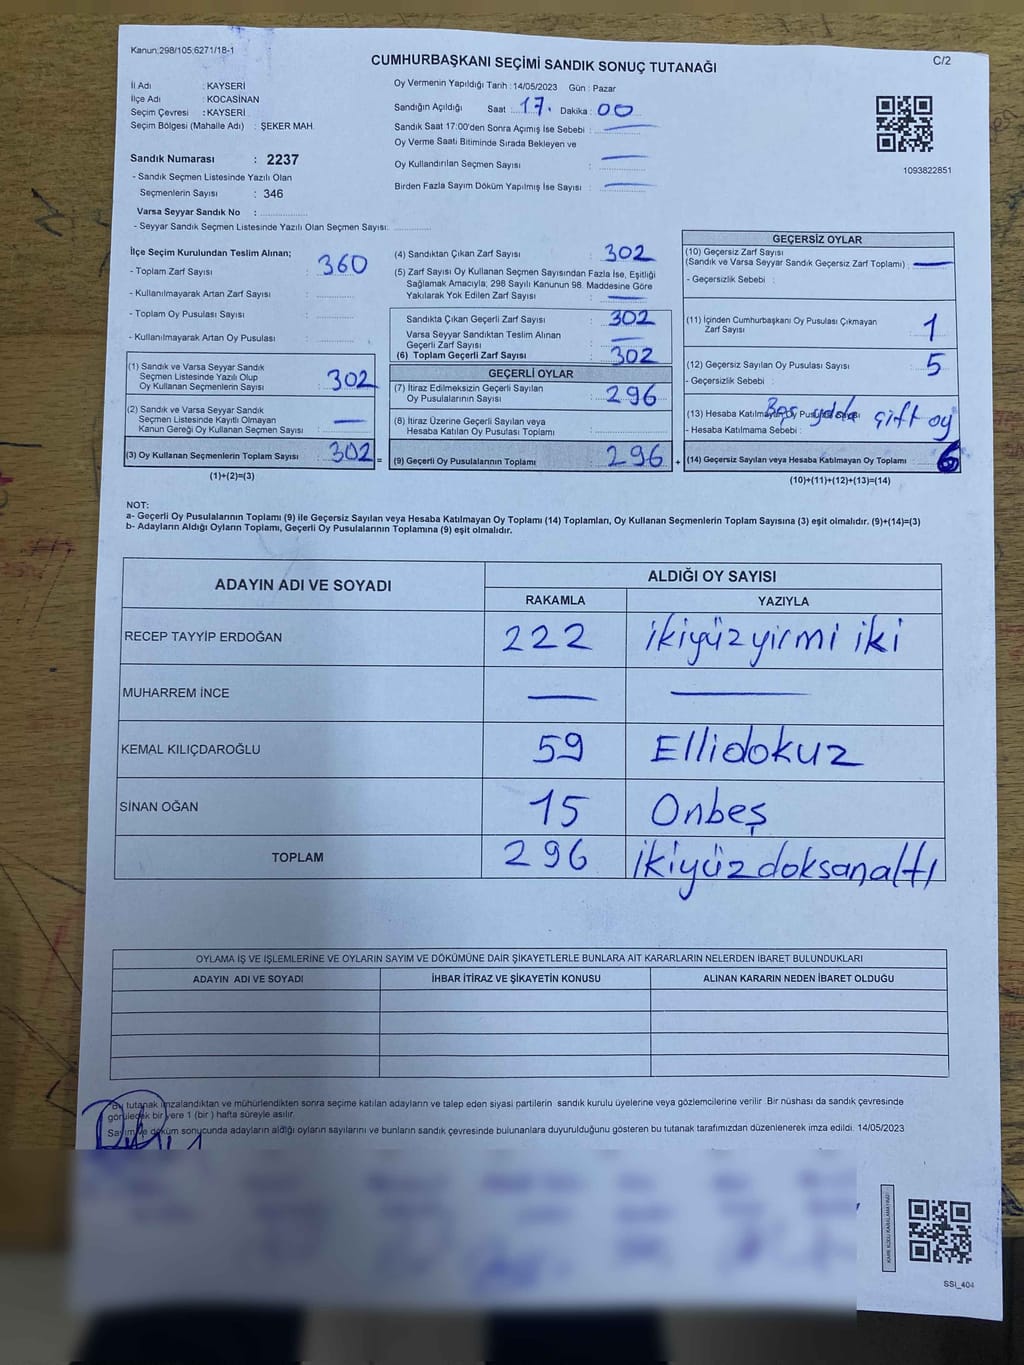 Kanun:298/105;6271/18-1
C/2
CUMHURBAŞKANI SEÇİMİ SANDIK SONUÇ TUTANAĞI
İl Adı : KAYSERİ
İlçe Adı : KOCASİNAN
Seçim Çevresi : KAYSERİ
Seçim Bölgesi (Mahalle Adı) : ŞEKER MAH.
Sandık Numarası : 2237
- Sandık Seçmen Listesinde Yazılı Olan
Seçmenlerin Sayısı : 346
Varsa Seyyar Sandık No : ................
- Seyyar Sandık Seçmen Listesinde Yazılı Olan Seçmen Sayısı: ............
Oy Vermenin Yapıldığı Tarih : 14/05/2023 Gün : Pazar
Sandığın Açıldığı Saat : 17. Dakika : 00
Sandık Saat 17:00'den Sonra Açımış İse Sebebi :
Oy Verme Saati Bitiminde Sırada Bekleyen ve
Oy Kullandırılan Seçmen Sayısı :
Birden Fazla Sayım Döküm Yapılmış İse Sayısı :
1093822851
İlçe Seçim Kurulundan Teslim Alınan;
- Toplam Zarf Sayısı : 360
- Kullanılmayarak Artan Zarf Sayısı : ............
- Toplam Oy Pusulası Sayısı : ............
- Kullanılmayarak Artan Oy Pusulası : ............
(1) Sandık ve Varsa Seyyar Sandık
Seçmen Listesinde Yazılı Olup
Oy Kullanan Seçmenlerin Sayısı : 302
(2) Sandık ve Varsa Seyyar Sandık
Seçmen Listesinde Kayıtlı Olmayan
Kanun Gereği Oy Kullanan Seçmen Sayısı : —
(3) Oy Kullanan Seçmenlerin Toplam Sayısı : 302 =
(1)+(2)=(3)
(4) Sandıktan Çıkan Zarf Sayısı : 302
(5) Zarf Sayısı Oy Kullanan Seçmen Sayısından Fazla İse, Eşitliği
Sağlamak Amacıyla; 298 Sayılı Kanunun 98. Maddesine Göre
Yakılarak Yok Edilen Zarf Sayısı : —
Sandıkta Çıkan Geçerli Zarf Sayısı : 302
Varsa Seyyar Sandıktan Teslim Alınan
Geçerli Zarf Sayısı : —
(6) Toplam Geçerli Zarf Sayısı : 302
GEÇERLİ OYLAR
(7) İtiraz Edilmeksizin Geçerli Sayılan
Oy Pusulalarının Sayısı : 296
(8) İtiraz Üzerine Geçerli Sayılan veya
Hesaba Katılan Oy Pusulası Toplamı : ............
(9) Geçerli Oy Pusulalarının Toplamı : 296 +
GEÇERSİZ OYLAR
(10) Geçersiz Zarf Sayısı
(Sandık ve Varsa Seyyar Sandık Geçersiz Zarf Toplamı) : —
- Geçersizlik Sebebi :
(11) İçinden Cumhurbaşkanı Oy Pusulası Çıkmayan
Zarf Sayısı : 1
(12) Geçersiz Sayılan Oy Pusulası Sayısı : 5
- Geçersizlik Sebebi :
çift oy
(13) Hesaba Katılmayan Oy Pusulası Sayısı
- Hesaba Katılmama Sebebi :
(14) Geçersiz Sayılan veya Hesaba Katılmayan Oy Toplamı : 6
(10)+(11)+(12)+(13)=(14)
NOT:
a- Geçerli Oy Pusulalarının Toplamı (9) ile Geçersiz Sayılan veya Hesaba Katılmayan Oy Toplamı (14) Toplamları, Oy Kullanan Seçmenlerin Toplam Sayısına (3) eşit olmalıdır. (9)+(14)=(3)
b- Adayların Aldığı Oyların Toplamı, Geçerli Oy Pusulalarının Toplamına (9) eşit olmalıdır.
ADAYIN ADI VE SOYADI ALDIĞI OY SAYISI
RAKAMLA YAZIYLA
RECEP TAYYİP ERDOĞAN 222 ikiyüzyirmi iki
MUHARREM İNCE — —
KEMAL KILIÇDAROĞLU 59 Ellidokuz
SİNAN OĞAN 15 Onbeş
TOPLAM 296 ikiyüzdoksanaltı
OYLAMA İŞ VE İŞLEMLERİNE VE OYLARIN SAYIM VE DÖKÜMÜNE DAİR ŞİKAYETLERLE BUNLARA AİT KARARLARIN NELERDEN İBARET BULUNDUKLARI
ADAYIN ADI VE SOYADI İHBAR İTİRAZ VE ŞİKAYETİN KONUSU ALINAN KARARIN NEDEN İBARET OLDUĞU
Bu tutanak imzalandıktan ve mühürlendikten sonra seçime katılan adayların ve talep eden siyasi partilerin sandık kurulu üyelerine veya gözlemcilerine verilir. Bir nüshası da sandık çevresinde
görülecek bir yere 1 (bir ) hafta süreyle asılır.
Sayım ve döküm sonucunda adayların aldığı oyların sayılarını ve bunların sandık çevresinde bulunanlara duyurulduğunu gösteren bu tutanak tarafımızdan düzenlenerek imza edildi. 14/05/2023
SSİ_404